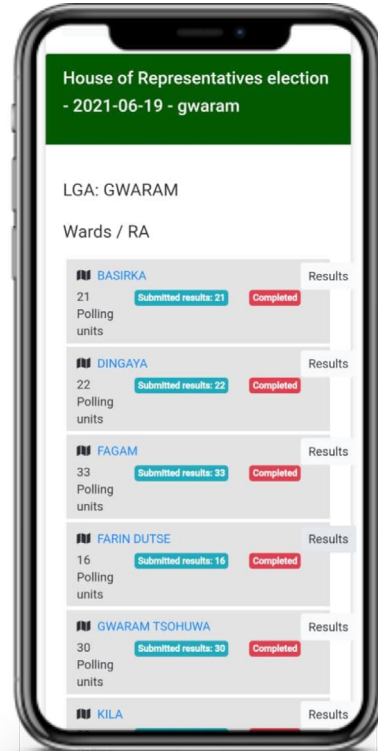 House of Representatives election
- 2021-06-19 - gwaram
LGA: GWARAM
Wards / RA
BASIRKA
Results
21 Submitted results: 21 Completed
Polling
units
DINGAYA
Results
22 Submitted results: 22 Completed
Polling
units
FAGAM
Results
33 Submitted results: 33 Completed
Polling
units
FARIN DUTSE
Results
16 Submitted results: 16 Completed
Polling
units
GWARAM TSOHUWA
Results
30 Submitted results: 30 Completed
Polling
units
KILA
Results